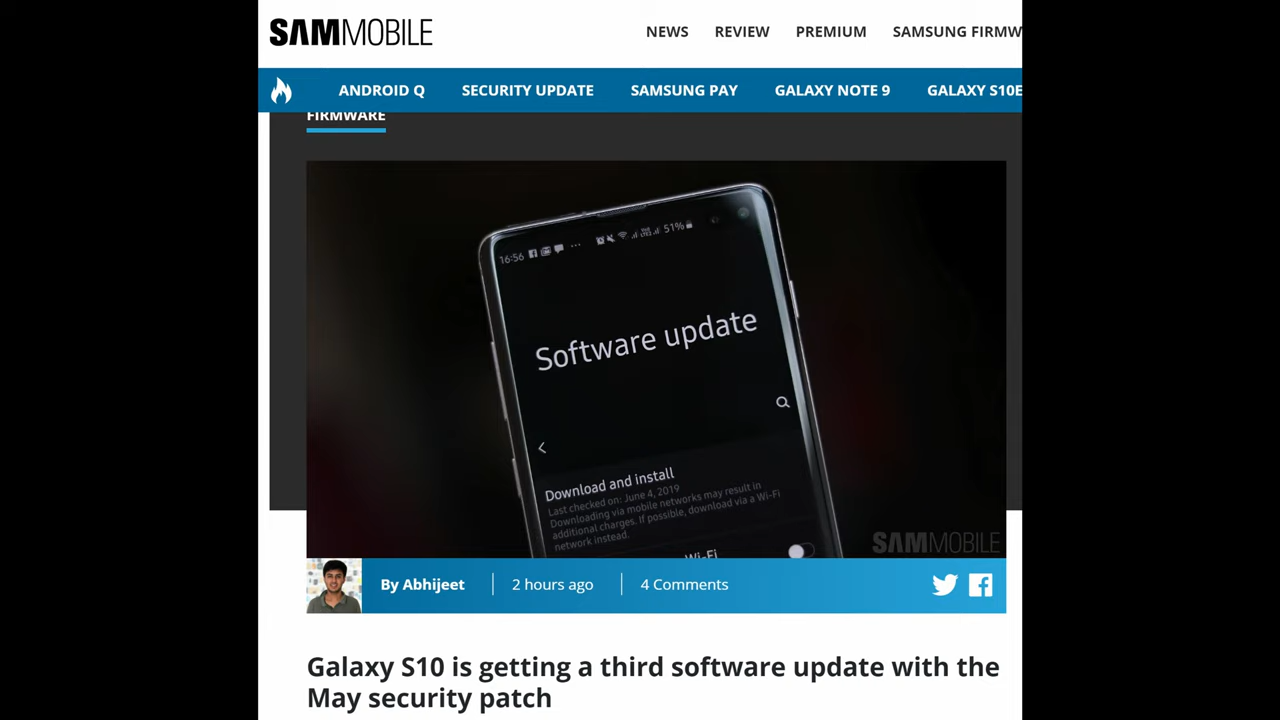 SAMMOBILE
NEWS REVIEW PREMIUM SAMSUNG FIRMW
ANDROID Q SECURITY UPDATE SAMSUNG PAY GALAXY NOTE 9 GALAXY S10E
FIRMWARE
16:56 51%
Software update
Download and install
Last checked on: June 4, 2019
Downloading via mobile networks may result in
additional charges. If possible, download via a Wi-Fi
network instead.
Wi-Fi
SAMMOBILE
By Abhijeet 2 hours ago 4 Comments
Galaxy S10 is getting a third software update with the
May security patch